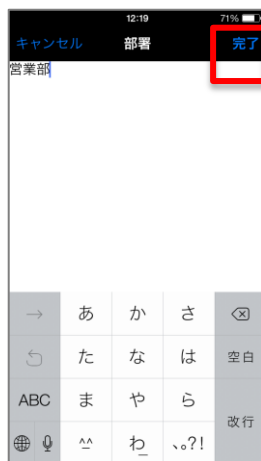 12:19 71%
キャンセル 部署 完了
営業部
→ あ か さ
た な は 空白
ABC ま や ら 改行
^^ わ 、。?!